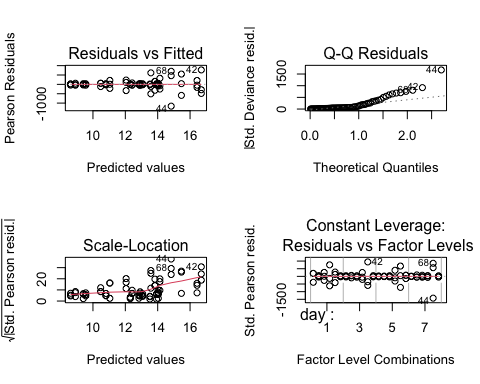 Residuals vs Fitted
Pearson Residuals
-1000
68
42
44
10 12 14 16
Predicted values
Q-Q Residuals
|Std. Deviance resid.|
0 1500
44
68
42
0.0 1.0 2.0
Theoretical Quantiles
Scale-Location
√|Std. Pearson resid.|
0 20
44
68
42
10 12 14 16
Predicted values
Constant Leverage:
Residuals vs Factor Levels
Std. Pearson resid.
-1500
42
68
44
day :
1 3 5 7
Factor Level Combinations